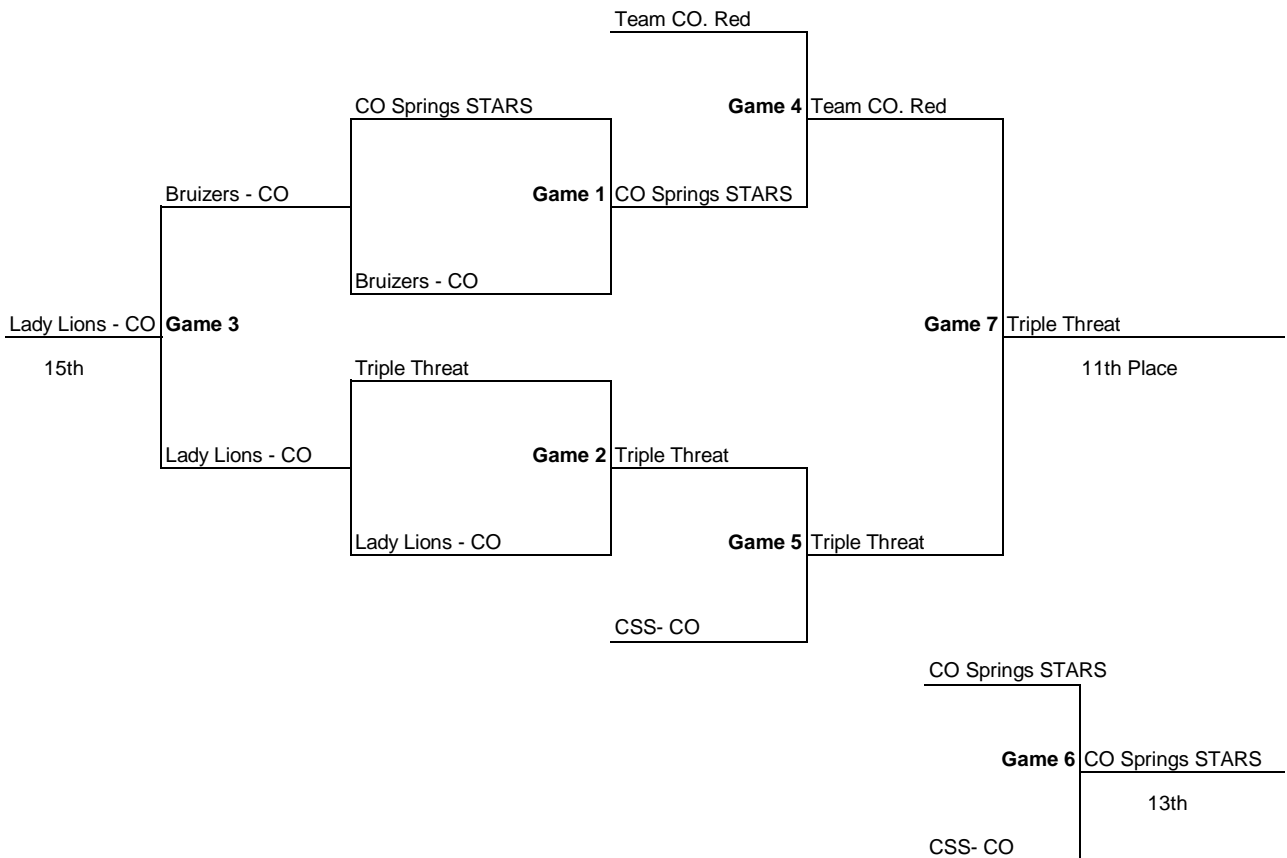 Team CO. Red
CO Springs STARS
Game 4 Team CO. Red
Bruizers - CO
Game 1 CO Springs STARS
Bruizers - CO
Lady Lions - CO Game 3
Game 7 Triple Threat
15th
Triple Threat
11th Place
Lady Lions - CO
Game 2 Triple Threat
Lady Lions - CO
Game 5 Triple Threat
CSS- CO
CO Springs STARS
Game 6 CO Springs STARS
13th
CSS- CO